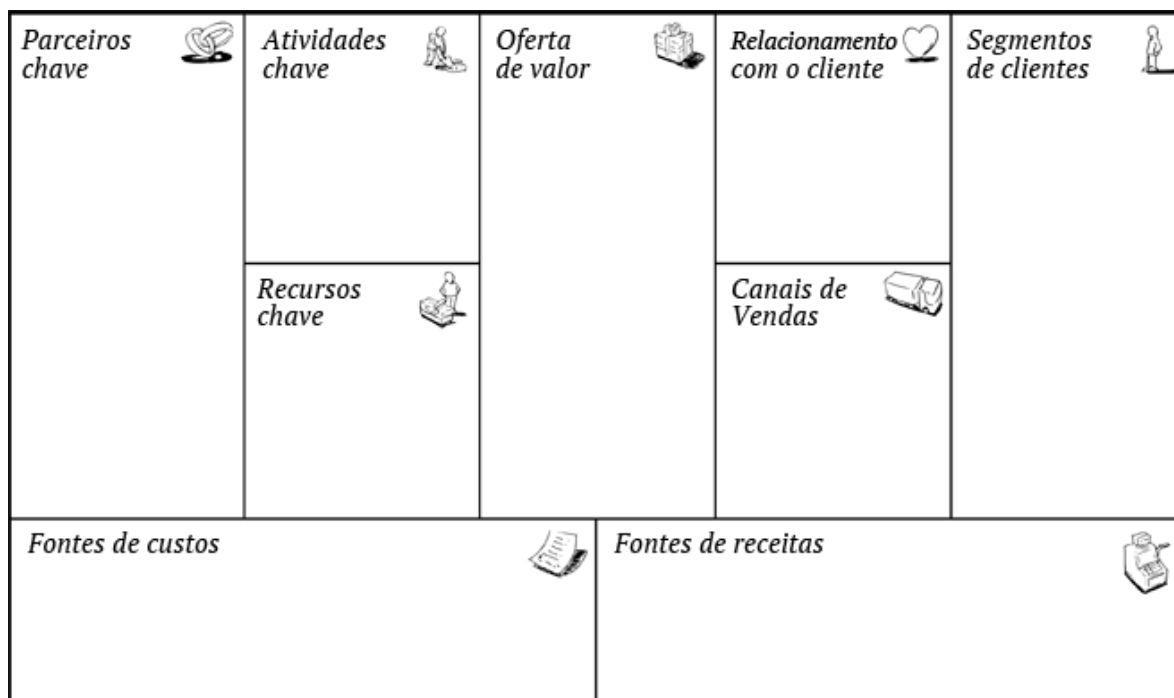 Parceiros
chave
Atividades
chave
Oferta
de valor
Relacionamento
com o cliente
Segmentos
de clientes
Recursos
chave
Canais de
Vendas
Fontes de custos
Fontes de receitas